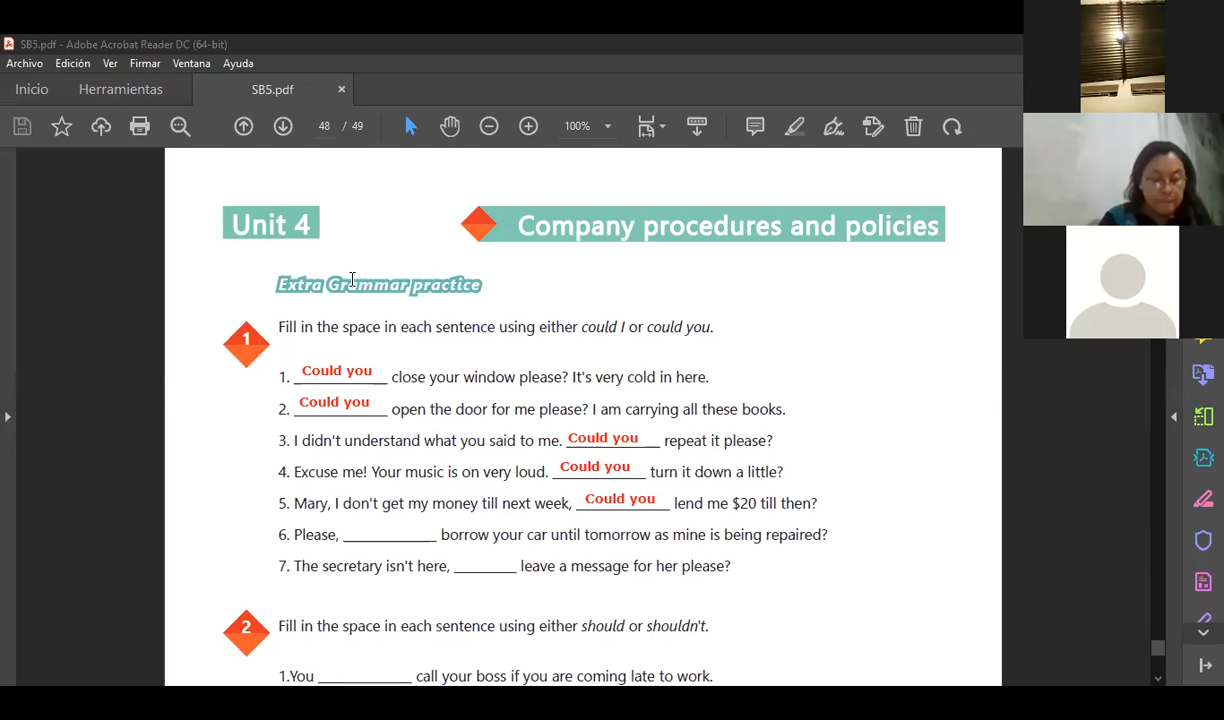 SB5.pdf - Adobe Acrobat Reader DC (64-bit)
Archivo Edición Ver Firmar Ventana Ayuda
Inicio Herramientas SB5.pdf ×
48 / 49 100%
Unit 4 Company procedures and policies
Extra Grammar practice
1 Fill in the space in each sentence using either could I or could you.
1. Could you close your window please? It's very cold in here.
2. Could you open the door for me please? I am carrying all these books.
3. I didn't understand what you said to me. Could you repeat it please?
4. Excuse me! Your music is on very loud. Could you turn it down a little?
5. Mary, I don't get my money till next week, Could you lend me $20 till then?
6. Please, ____________ borrow your car until tomorrow as mine is being repaired?
7. The secretary isn't here, ________ leave a message for her please?
2 Fill in the space in each sentence using either should or shouldn't.
1.You ____________ call your boss if you are coming late to work.